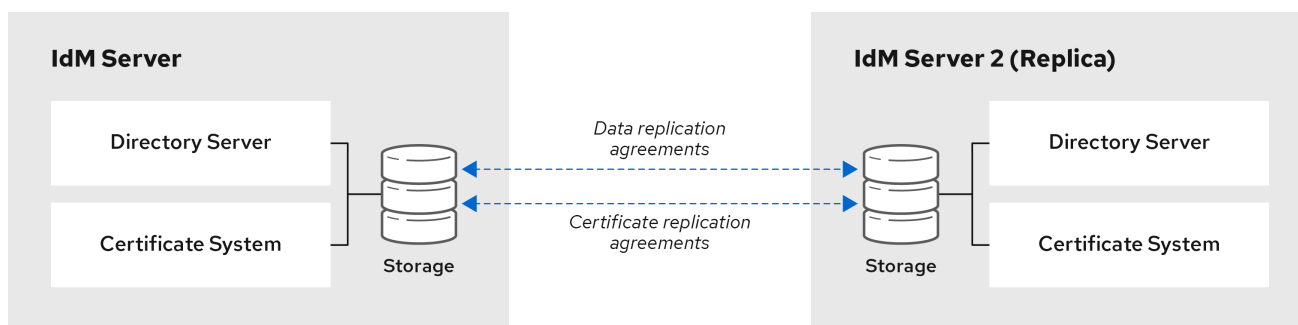 IdM Server
Directory Server
Certificate System
Storage
Data replication
agreements
Certificate replication
agreements
IdM Server 2 (Replica)
Storage
Directory Server
Certificate System